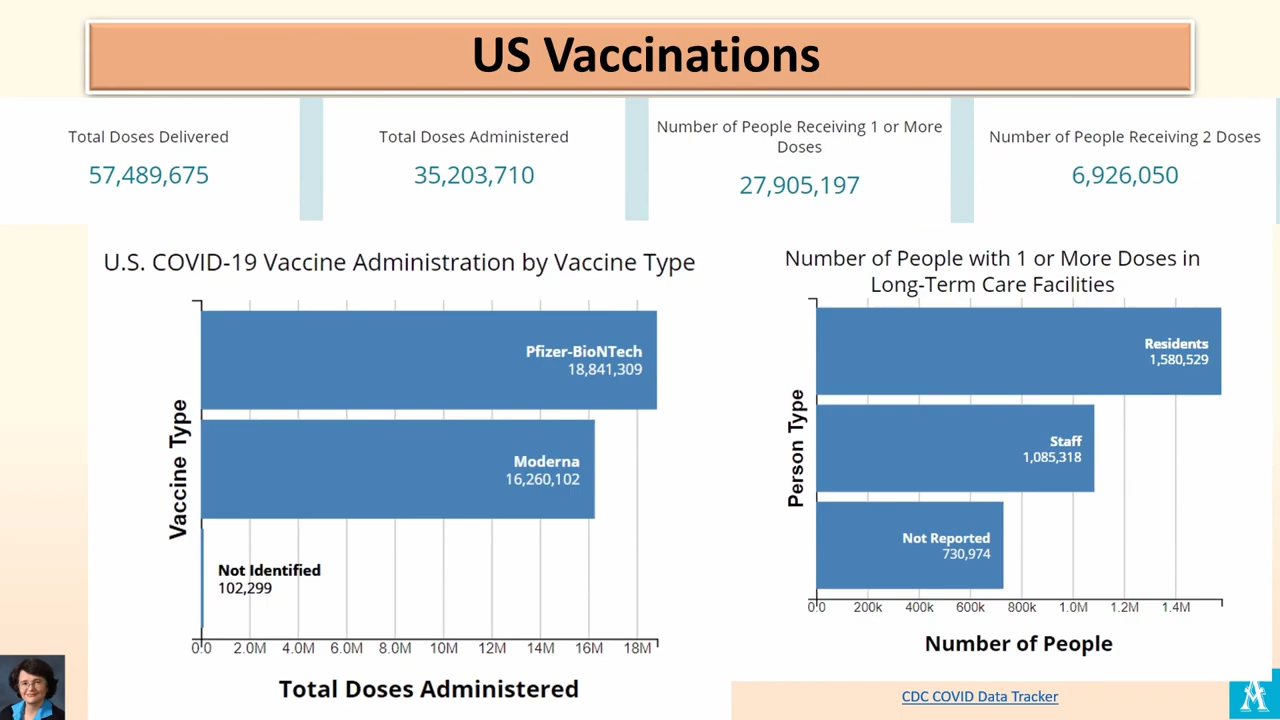 US Vaccinations
Total Doses Delivered
57,489,675
Total Doses Administered
35,203,710
Number of People Receiving 1 or More
Doses
27,905,197
Number of People Receiving 2 Doses
6,926,050
U.S. COVID-19 Vaccine Administration by Vaccine Type
Vaccine Type
Pfizer-BioNTech
18,841,309
Moderna
16,260,102
Not Identified
102,299
0.0 2.0M 4.0M 6.0M 8.0M 10M 12M 14M 16M 18M
Total Doses Administered
Number of People with 1 or More Doses in
Long-Term Care Facilities
Person Type
Residents
1,580,529
Staff
1,085,318
Not Reported
730,974
0.0 200k 400k 600k 800k 1.0M 1.2M 1.4M
Number of People
CDC COVID Data Tracker